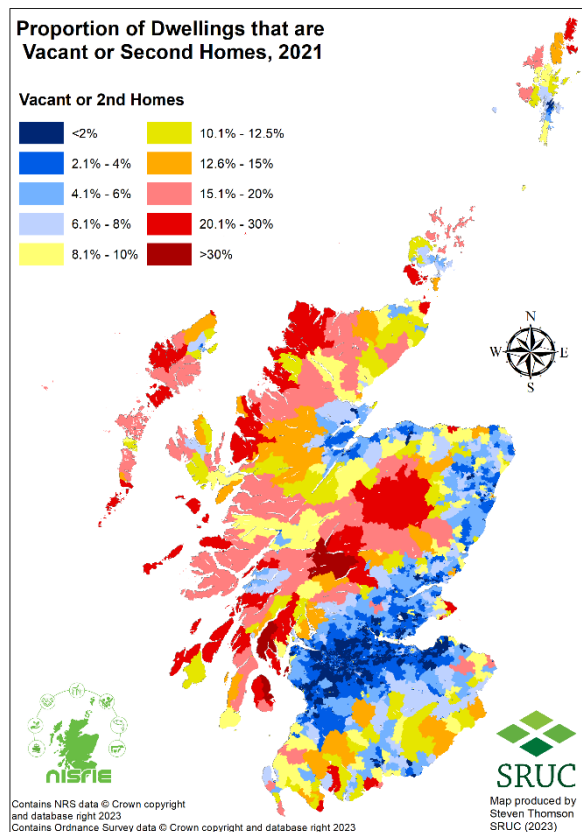 Proportion of Dwellings that are
Vacant or Second Homes, 2021
Vacant or 2nd Homes
<2%
2.1% - 4%
4.1% - 6%
6.1% - 8%
8.1% - 10%
10.1% - 12.5%
12.6% - 15%
15.1% - 20%
20.1% - 30%
>30%
N
W E
S
NISRIE
SRUC
Map produced by
Steven Thomson
SRUC (2023)
Contains NRS data © Crown copyright
and database right 2023
Contains Ordnance Survey data © Crown copyright and database right 2023